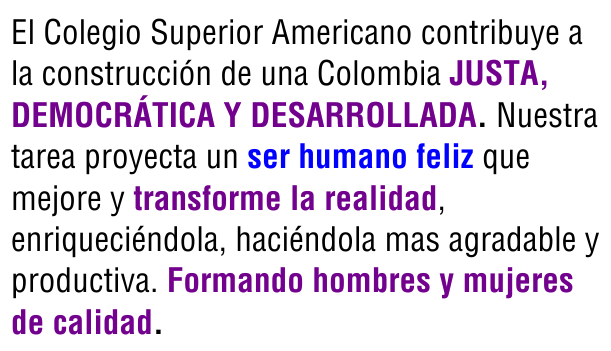 El Colegio Superior Americano contribuye a
la construcción de una Colombia JUSTA,
DEMOCRÁTICA Y DESARROLLADA. Nuestra
tarea proyecta un ser humano feliz que
mejore y transforme la realidad,
enriqueciéndola, haciéndola mas agradable y
productiva. Formando hombres y mujeres
de calidad.